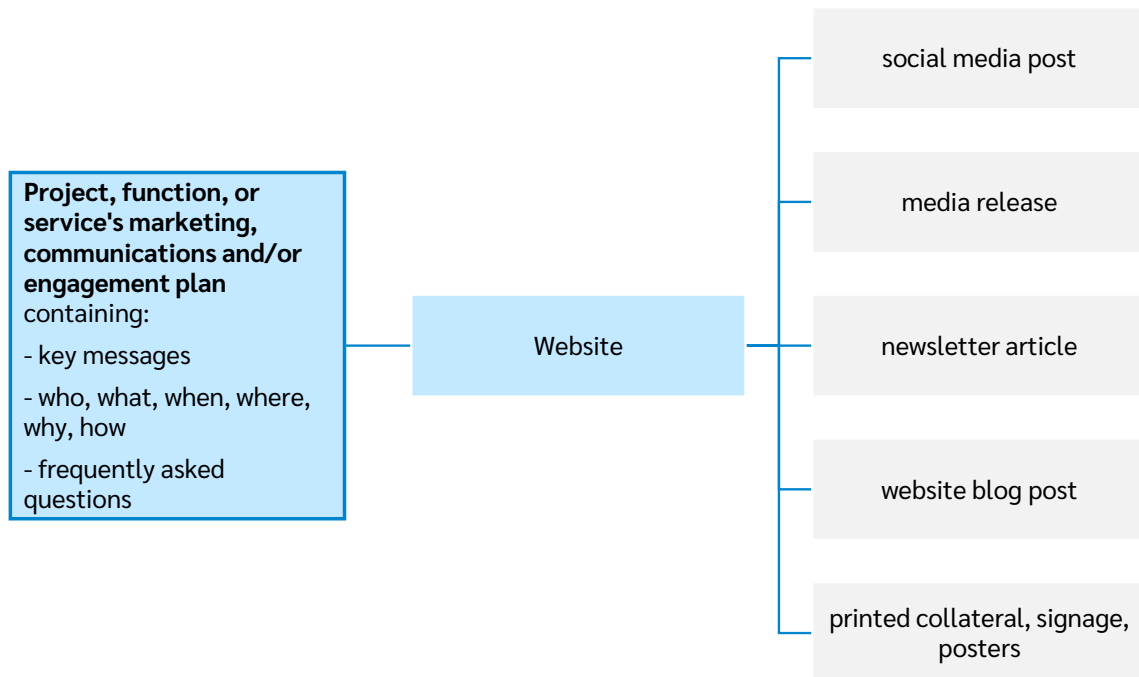 Project, function, or
service's marketing,
communications and/or
engagement plan
containing:
- key messages
- who, what, when, where,
why, how
- frequently asked
questions
Website
social media post
media release
newsletter article
website blog post
printed collateral, signage,
posters